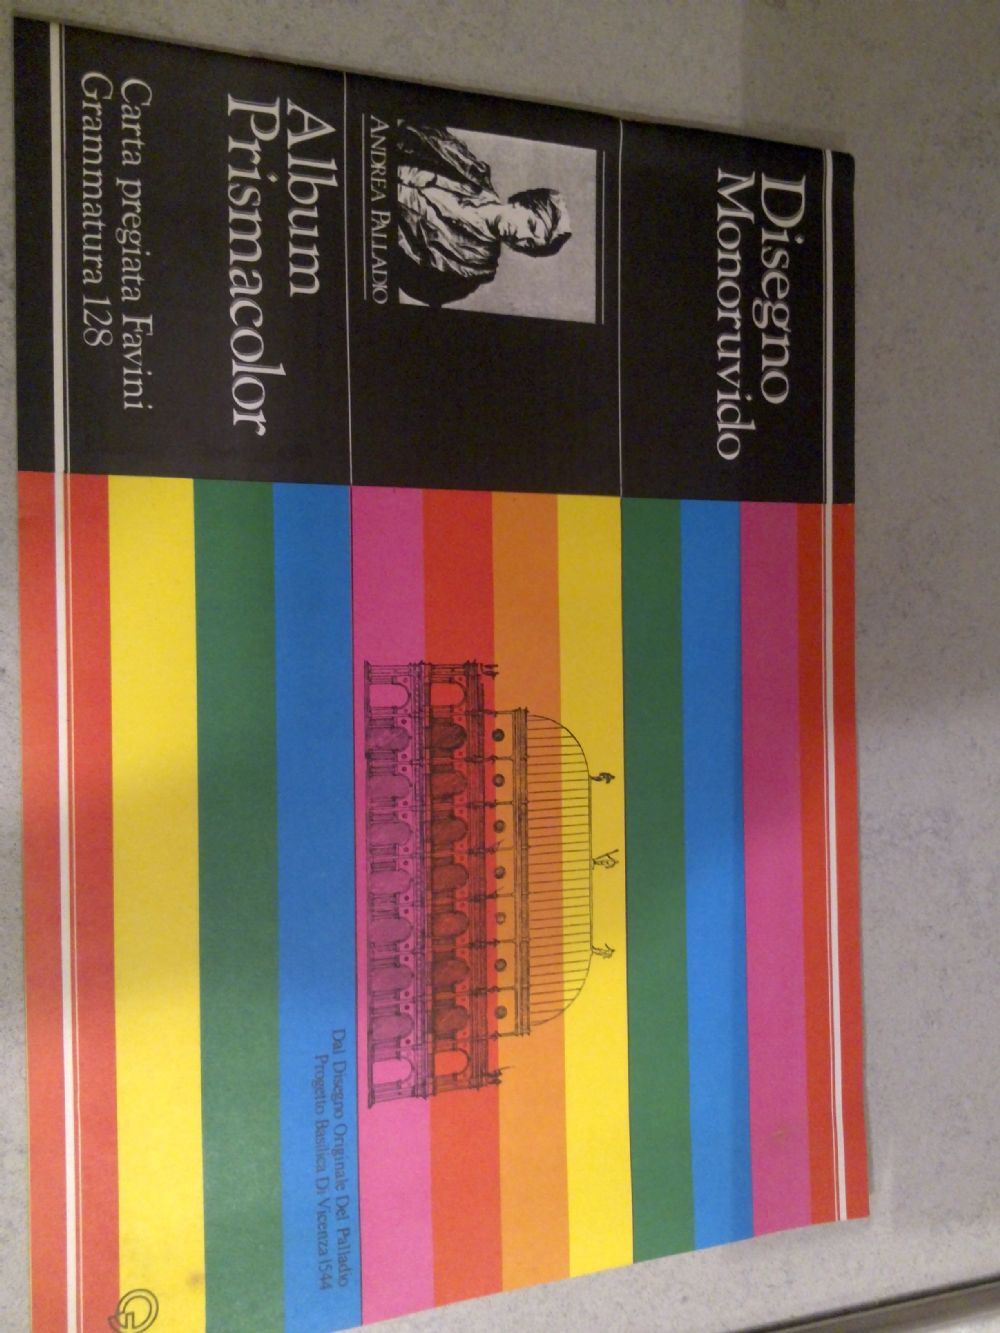 Disegno
Monoruvido
ANDREA PALLADIO
Album
Prismacolor
Carta pregiata Favini
Grammatura 128
Dal Disegno Originale Del Palladio
Progetto Basilica Di Vicenza 1544